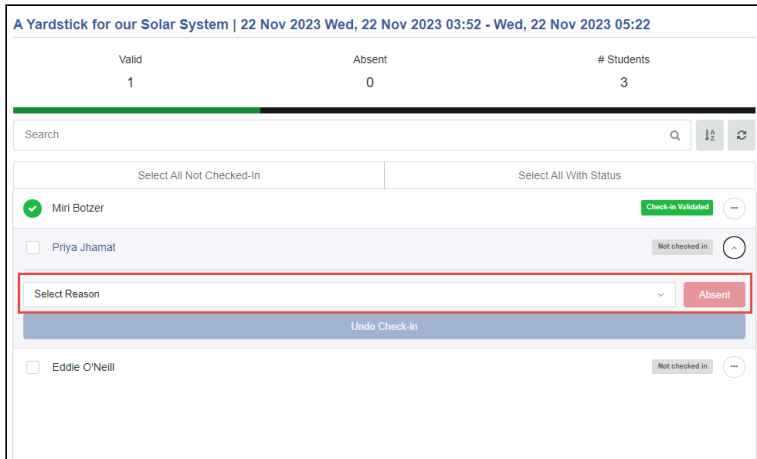 A Yardstick for our Solar System | 22 Nov 2023 Wed, 22 Nov 2023 03:52 - Wed, 22 Nov 2023 05:22
Valid Absent # Students
1 0 3
Search
Select All Not Checked-In Select All With Status
Miri Botzer Check-in Validated
Priya Jhamat Not checked in
Select Reason Absent
Undo Check-in
Eddie O'Neill Not checked in